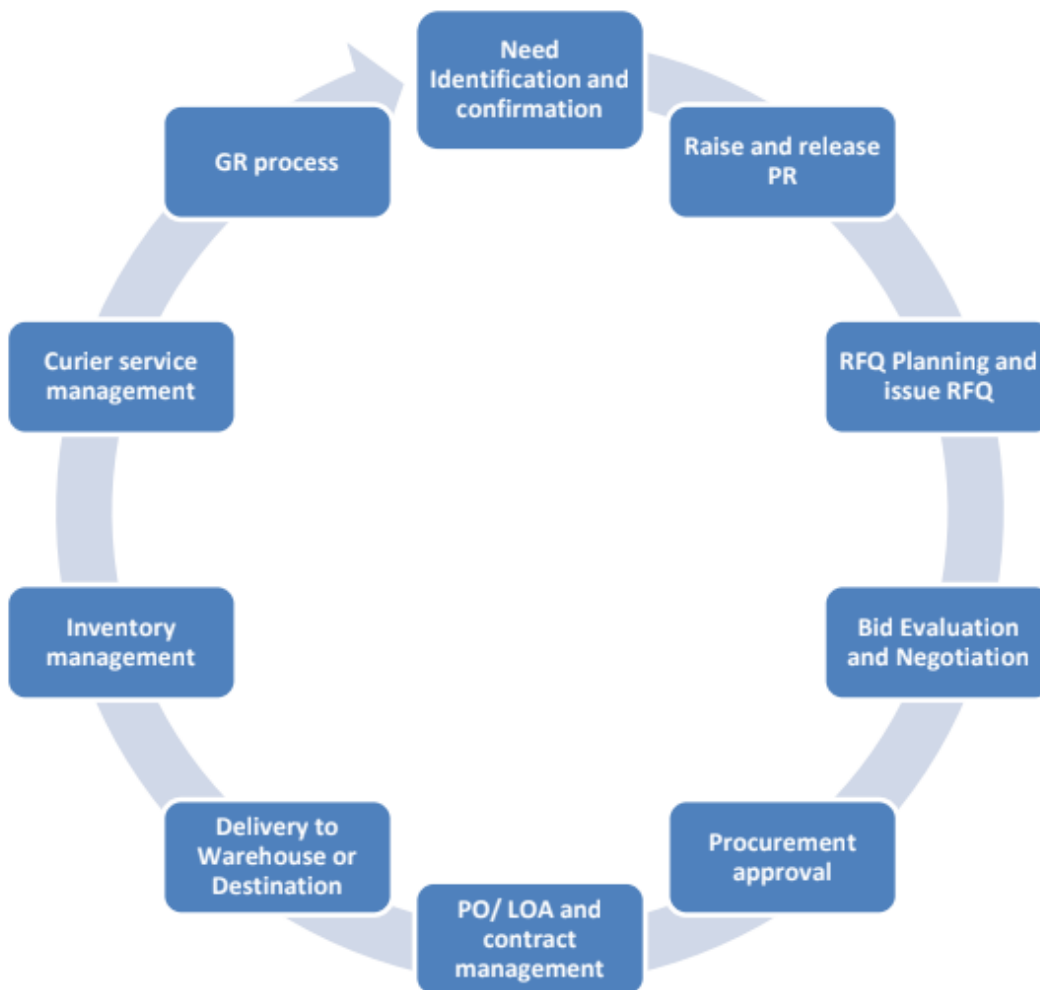 Need
Identification and
confirmation
Raise and release
PR
RFQ Planning and
issue RFQ
Bid Evaluation
and Negotiation
Procurement
approval
PO/ LOA and
contract
management
Delivery to
Warehouse or
Destination
Inventory
management
Curier service
management
GR process